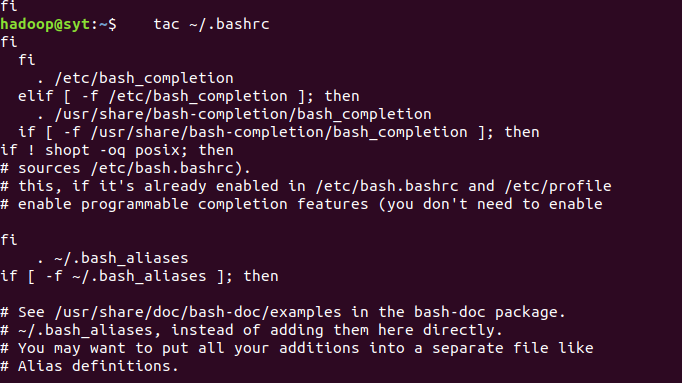 fi
hadoop@syt:~$    tac ~/.bashrc
fi
  fi
    . /etc/bash_completion
  elif [ -f /etc/bash_completion ]; then
    . /usr/share/bash-completion/bash_completion
  if [ -f /usr/share/bash-completion/bash_completion ]; then
if ! shopt -oq posix; then
# sources /etc/bash.bashrc).
# this, if it's already enabled in /etc/bash.bashrc and /etc/profile
# enable programmable completion features (you don't need to enable

fi
    . ~/.bash_aliases
if [ -f ~/.bash_aliases ]; then

# See /usr/share/doc/bash-doc/examples in the bash-doc package.
# ~/.bash_aliases, instead of adding them here directly.
# You may want to put all your additions into a separate file like
# Alias definitions.